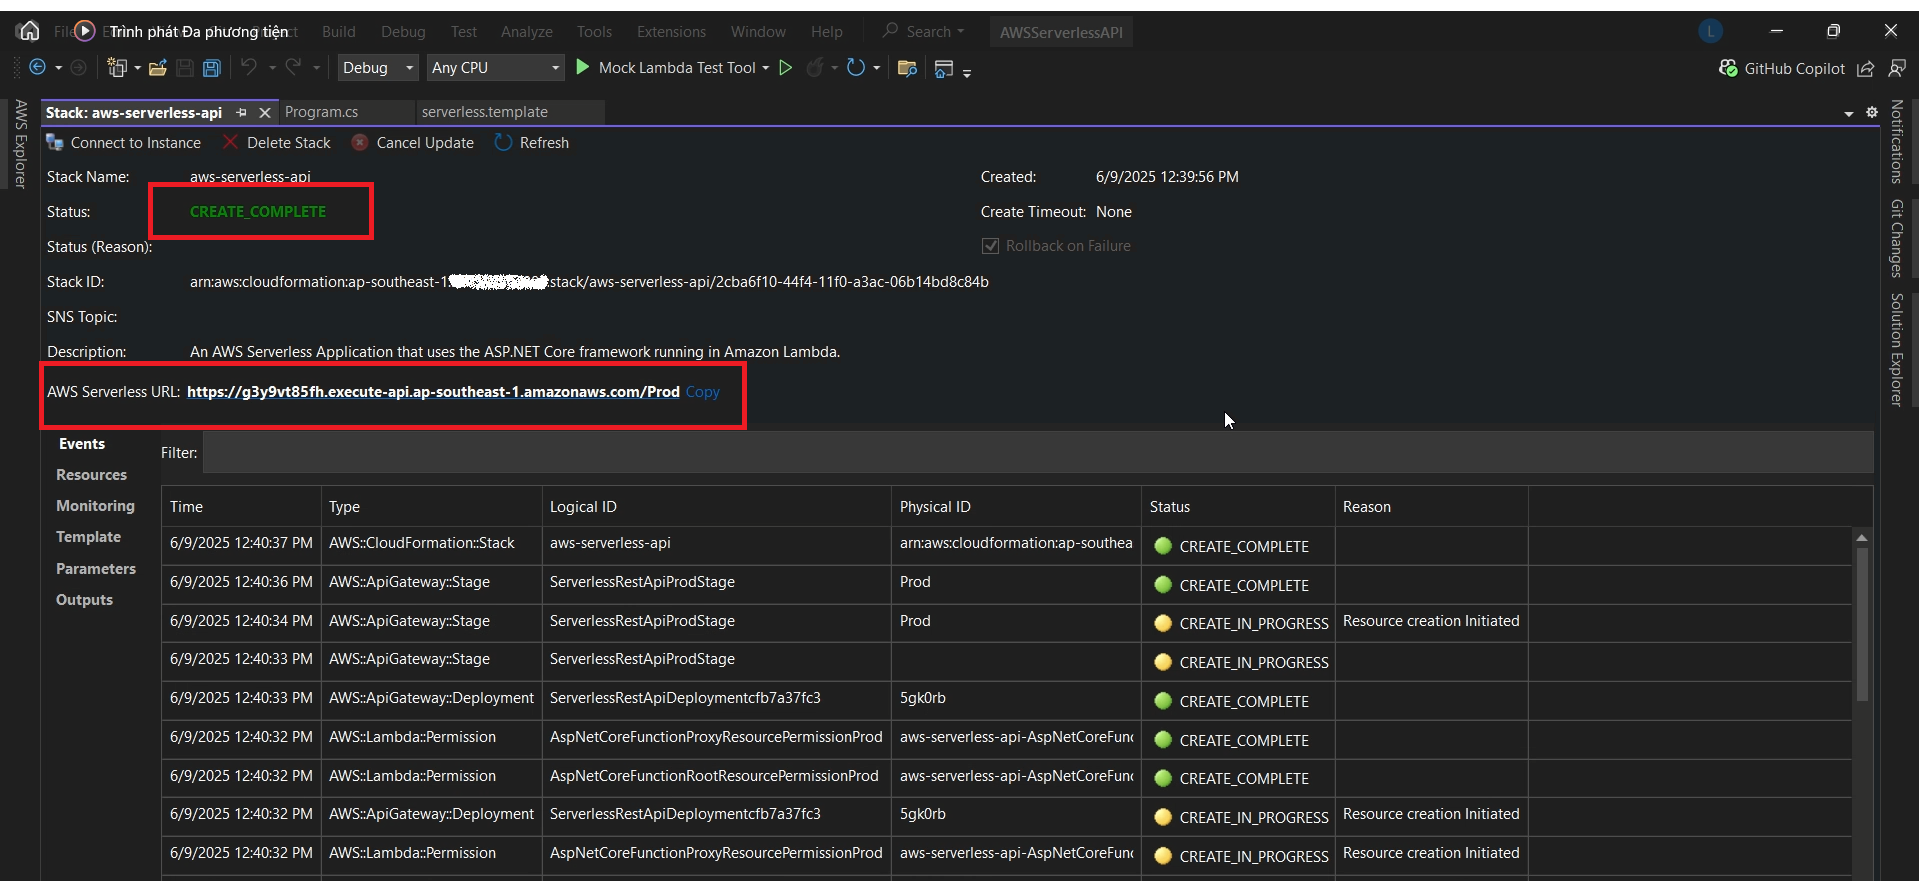 Trình phát Đa phương tiện
File Build Debug Test Analyze Tools Extensions Window Help Search AWSServerlessAPI L
Debug Any CPU Mock Lambda Test Tool GitHub Copilot
AWS Explorer
Stack: aws-serverless-api Program.cs serverless.template
Notifications
Git Changes
Solution Explorer
Connect to Instance Delete Stack Cancel Update Refresh
Stack Name: aws-serverless-api Created: 6/9/2025 12:39:56 PM
Status: CREATE_COMPLETE Create Timeout: None
Status (Reason): Rollback on Failure
Stack ID: arn:aws:cloudformation:ap-southeast-1: :stack/aws-serverless-api/2cba6f10-44f4-11f0-a3ac-06b14bd8c84b
SNS Topic:
Description: An AWS Serverless Application that uses the ASP.NET Core framework running in Amazon Lambda.
AWS Serverless URL: https://g3y9vt85fh.execute-api.ap-southeast-1.amazonaws.com/Prod Copy
Events
Resources
Monitoring
Template
Parameters
Outputs
Filter:
Time Type Logical ID Physical ID Status Reason
6/9/2025 12:40:37 PM AWS::CloudFormation::Stack aws-serverless-api arn:aws:cloudformation:ap-southea CREATE_COMPLETE
6/9/2025 12:40:36 PM AWS::ApiGateway::Stage ServerlessRestApiProdStage Prod CREATE_COMPLETE
6/9/2025 12:40:34 PM AWS::ApiGateway::Stage ServerlessRestApiProdStage Prod CREATE_IN_PROGRESS Resource creation Initiated
6/9/2025 12:40:33 PM AWS::ApiGateway::Stage ServerlessRestApiProdStage CREATE_IN_PROGRESS
6/9/2025 12:40:33 PM AWS::ApiGateway::Deployment ServerlessRestApiDeploymentcfb7a37fc3 5gk0rb CREATE_COMPLETE
6/9/2025 12:40:32 PM AWS::Lambda::Permission AspNetCoreFunctionProxyResourcePermissionProd aws-serverless-api-AspNetCoreFunc CREATE_COMPLETE
6/9/2025 12:40:32 PM AWS::Lambda::Permission AspNetCoreFunctionRootResourcePermissionProd aws-serverless-api-AspNetCoreFunc CREATE_COMPLETE
6/9/2025 12:40:32 PM AWS::ApiGateway::Deployment ServerlessRestApiDeploymentcfb7a37fc3 5gk0rb CREATE_IN_PROGRESS Resource creation Initiated
6/9/2025 12:40:32 PM AWS::Lambda::Permission AspNetCoreFunctionProxyResourcePermissionProd aws-serverless-api-AspNetCoreFunc CREATE_IN_PROGRESS Resource creation Initiated